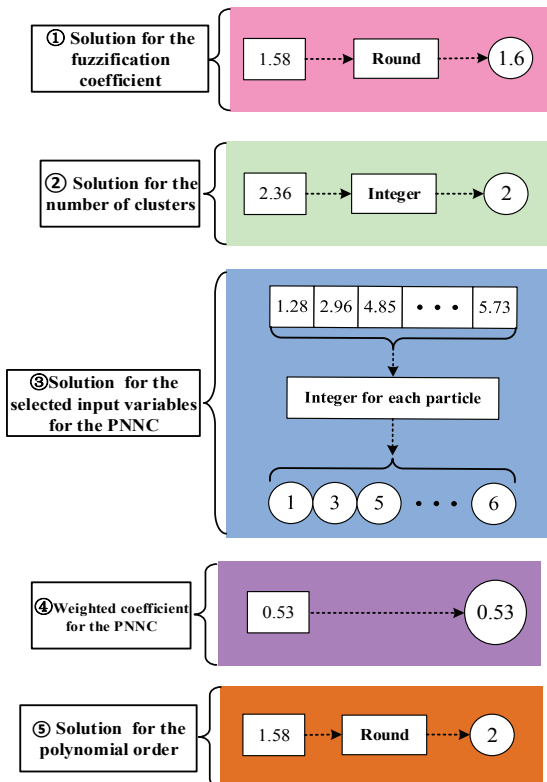 ① Solution for the
fuzzification
coefficient
1.58
Round
1.6
② Solution for the
number of clusters
2.36
Integer
2
③Solution for the
selected input variables
for the PNNC
1.28 2.96 4.85 • • • 5.73
Integer for each particle
1 3 5 • • • 6
④Weighted coefficient
for the PNNC
0.53
0.53
⑤ Solution for the
polynomial order
1.58
Round
2